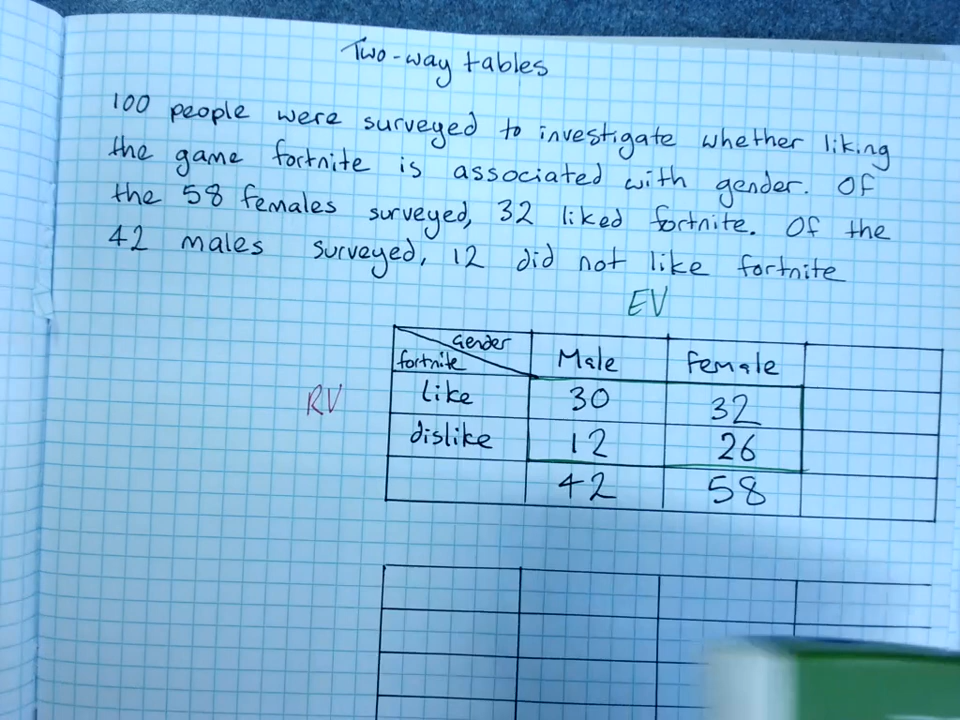 Two-way tables
100 people were surveyed to investigate whether liking
the game fortnite is associated with gender. Of
the 58 females surveyed, 32 liked fortnite. Of the
42 males surveyed, 12 did not like fortnite
EV
Gender
fortnite Male Female
RV like 30 32
dislike 12 26
42 58